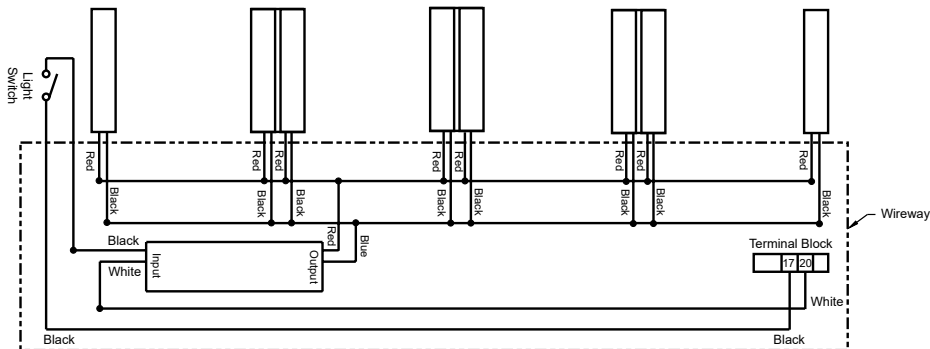 Light
Switch
Red
Red
Red
Red
Red
Red
Red
Red
Black
Black
Black
Black
Black
Black
Black
Black
Wireway
Red
Blue
Black
White
Input
Output
Terminal Block
17 20
White
Black
Black